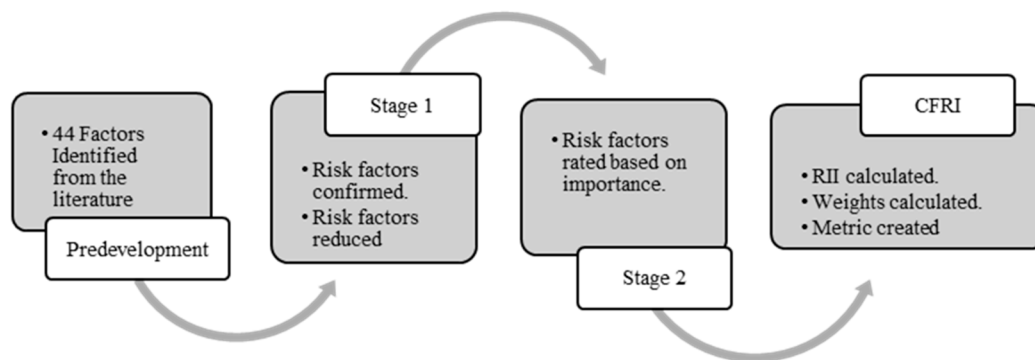 • 44 Factors
Identified
from the
literature
Predevelopment
Stage 1
• Risk factors
confirmed.
• Risk factors
reduced
• Risk factors
rated based on
importance.
Stage 2
CFRI
• RII calculated.
• Weights calculated.
• Metric created